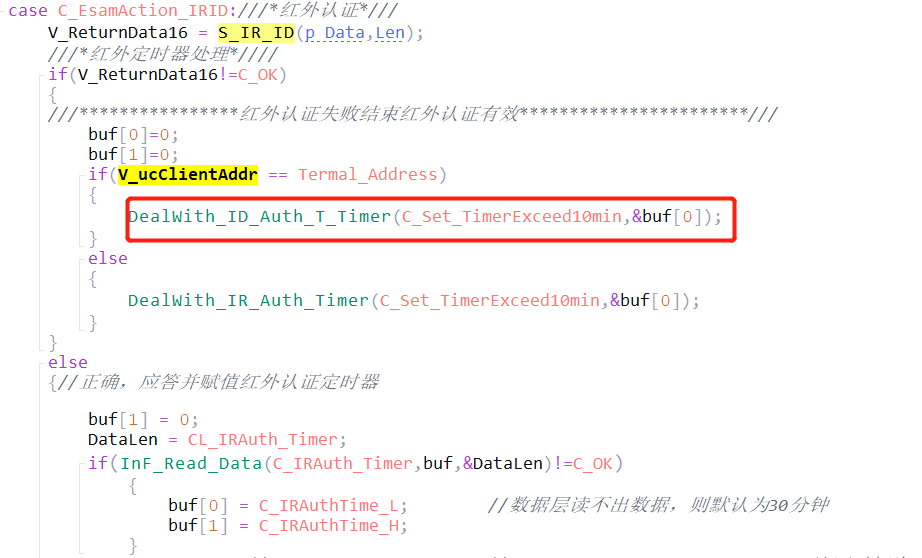 case C_EsamAction_IRID:///*红外认证*///
V_ReturnData16 = S_IR_ID(p_Data,Len);
///*红外定时器处理*////
if(V_ReturnData16!=C_OK)
{
///****************红外认证失败结束红外认证有效***********************///
buf[0]=0;
buf[1]=0;
if(V_ucClientAddr == Termal_Address)
{
DealWith_ID_Auth_T_Timer(C_Set_TimerExceed10min,&buf[0]);
}
else
{
DealWith_IR_Auth_Timer(C_Set_TimerExceed10min,&buf[0]);
}
}
else
{//正确，应答并赋值红外认证定时器
buf[1] = 0;
DataLen = CL_IRAuth_Timer;
if(InF_Read_Data(C_IRAuth_Timer,buf,&DataLen)!=C_OK)
{
buf[0] = C_IRAuthTime_L; //数据层读不出数据，则默认为30分钟
buf[1] = C_IRAuthTime_H;
}